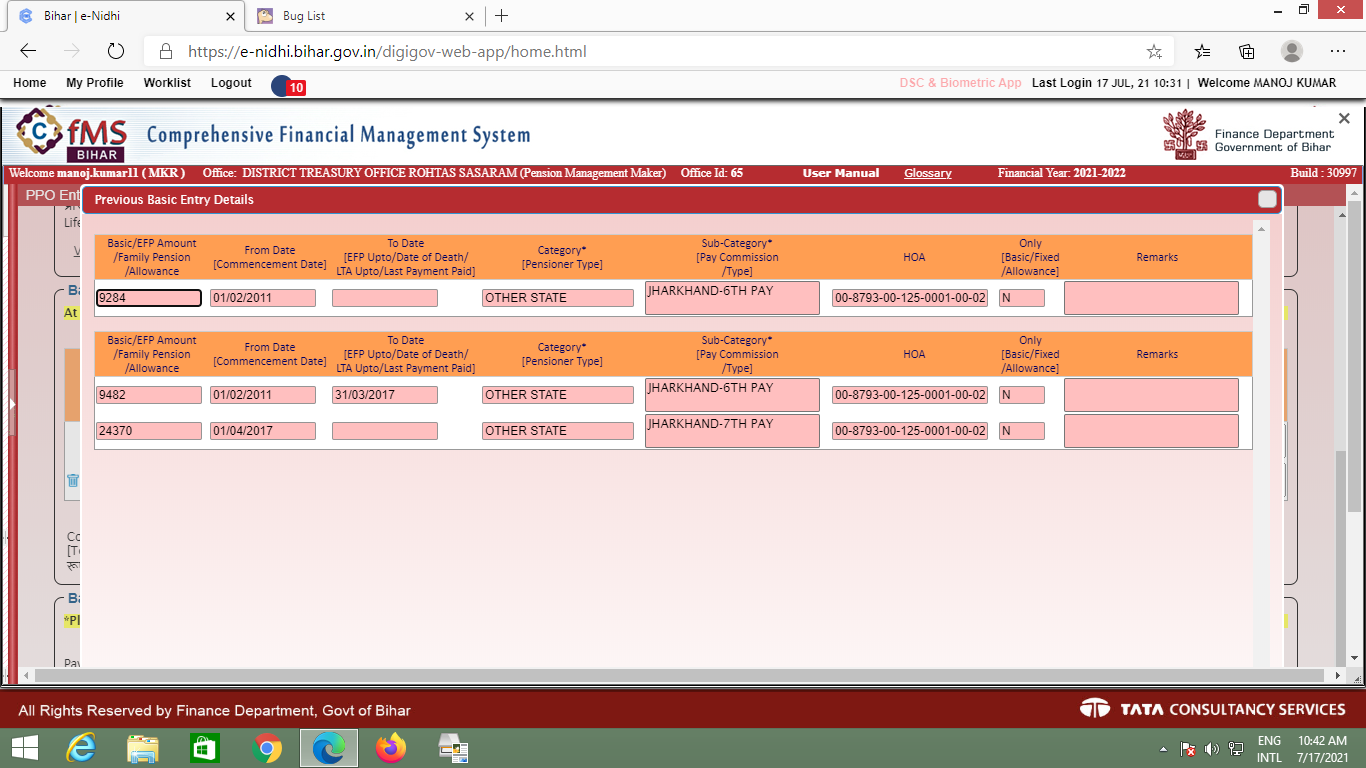 Bihar | e-Nidhi
Bug List
https://e-nidhi.bihar.gov.in/digigov-web-app/home.html
Home My Profile Worklist Logout 10 DSC & Biometric App Last Login 17 JUL, 21 10:31 | Welcome MANOJ KUMAR
C fMS BIHAR
Comprehensive Financial Management System
Finance Department
Government of Bihar
Welcome manoj.kumar11 ( MKR ) Office: DISTRICT TREASURY OFFICE ROHTAS SASARAM (Pension Management Maker) Office Id: 65 User Manual Glossary Financial Year: 2021-2022 Build : 30997
PPO Ent
Previous Basic Entry Details
Life
Basic/EFP Amount
/Family Pension
/Allowance
From Date
[Commencement Date]
To Date
[EFP Upto/Date of Death/
LTA Upto/Last Payment Paid]
Category*
[Pensioner Type]
Sub-Category*
[Pay Commission
/Type]
HOA
Only
[Basic/Fixed
/Allowance]
Remarks
9284 01/02/2011 OTHER STATE JHARKHAND-6TH PAY 00-8793-00-125-0001-00-02 N
Ba
At
Basic/EFP Amount
/Family Pension
/Allowance
From Date
[Commencement Date]
To Date
[EFP Upto/Date of Death/
LTA Upto/Last Payment Paid]
Category*
[Pensioner Type]
Sub-Category*
[Pay Commission
/Type]
HOA
Only
[Basic/Fixed
/Allowance]
Remarks
9482 01/02/2011 31/03/2017 OTHER STATE JHARKHAND-6TH PAY 00-8793-00-125-0001-00-02 N
24370 01/04/2017 OTHER STATE JHARKHAND-7TH PAY 00-8793-00-125-0001-00-02 N
Co
[To
Ba
*Pl
Pay
All Rights Reserved by Finance Department, Govt of Bihar
TATA CONSULTANCY SERVICES
ENG
INTL
10:42 AM
7/17/2021